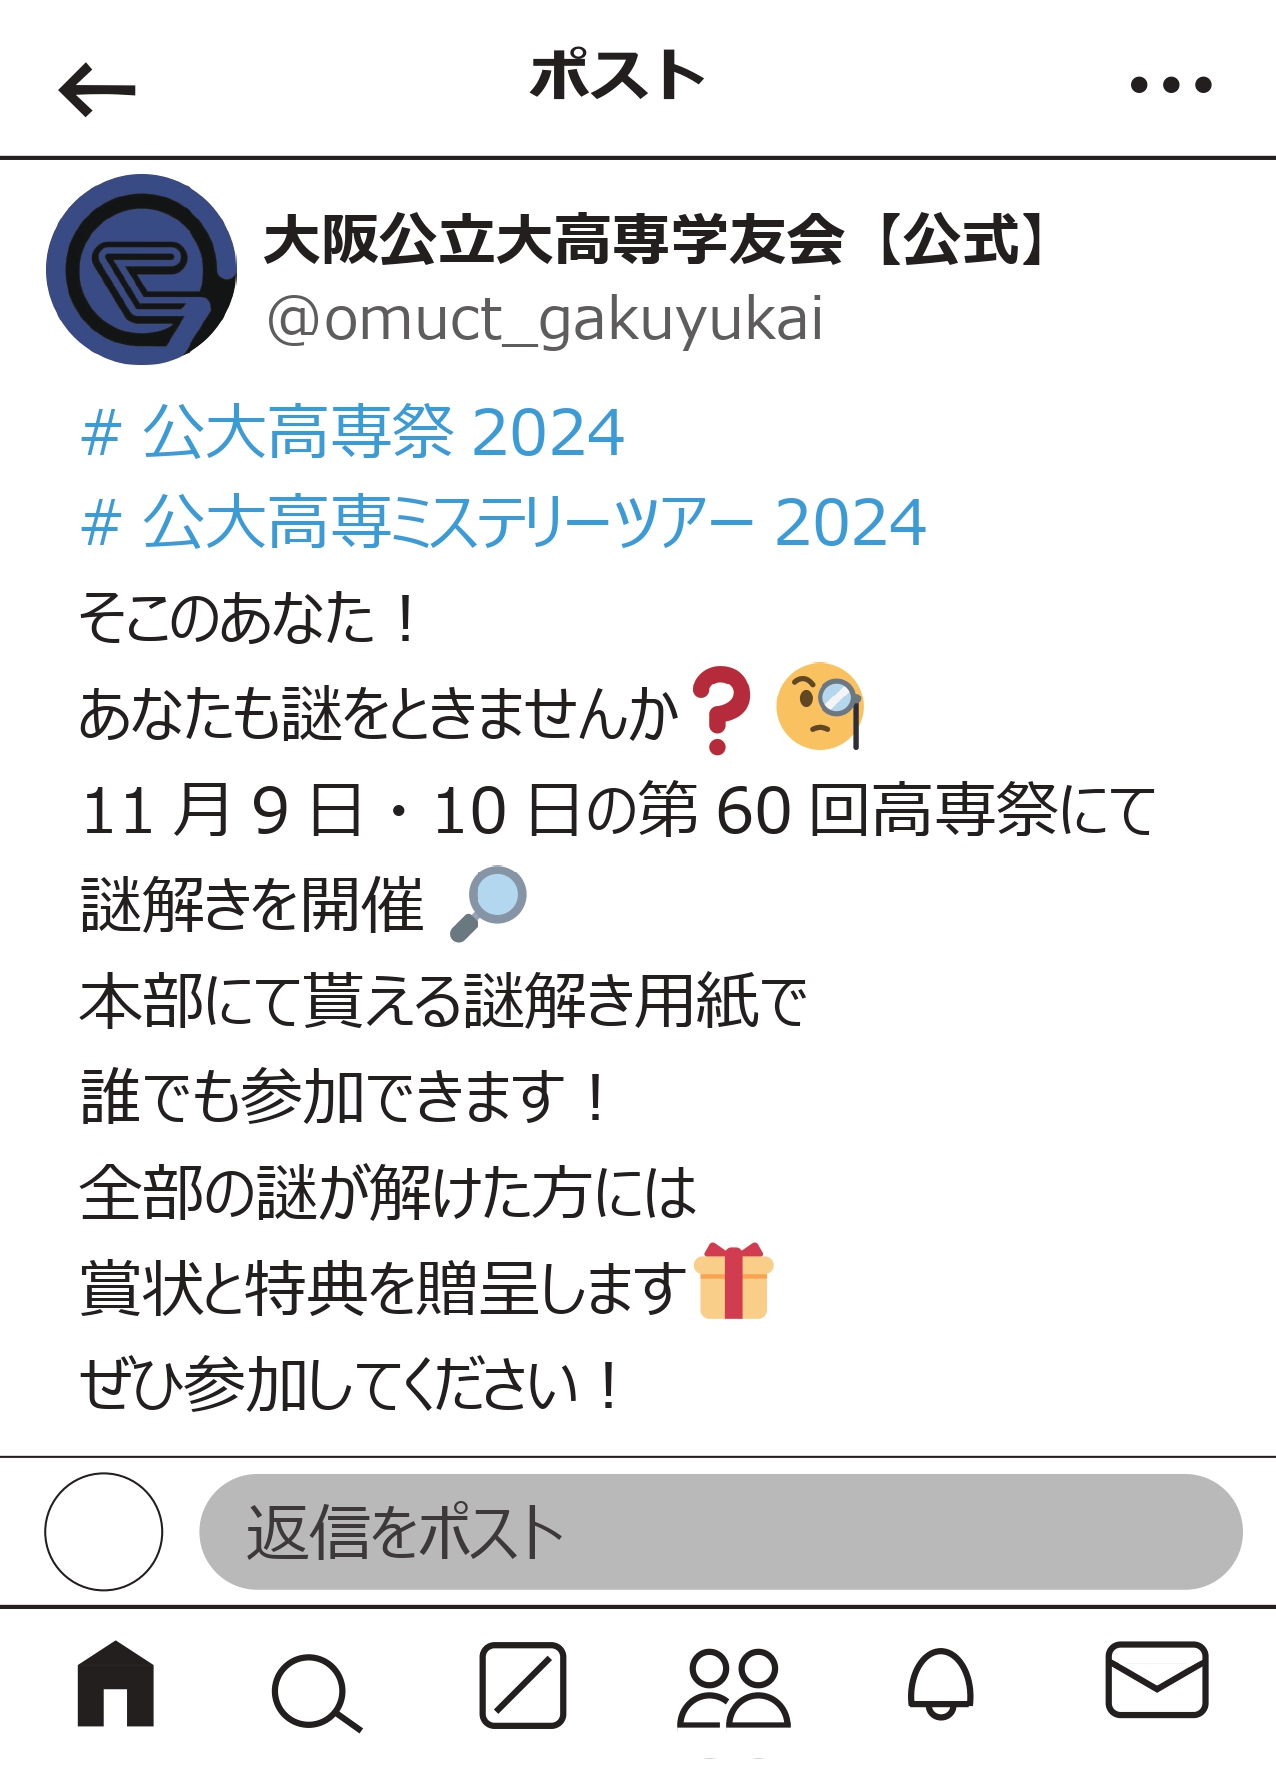 ポスト
大阪公立大高専学友会【公式】
@omuct_gakuyukai
# 公大高専祭 2024
# 公大高専ミステリーツアー 2024
そこのあなた！
あなたも謎をときませんか❓🧐
11 月 9 日・10 日の第 60 回高専祭にて
謎解きを開催 🔎
本部にて貰える謎解き用紙で
誰でも参加できます！
全部の謎が解けた方には
賞状と特典を贈呈します🎁
ぜひ参加してください！
返信をポスト